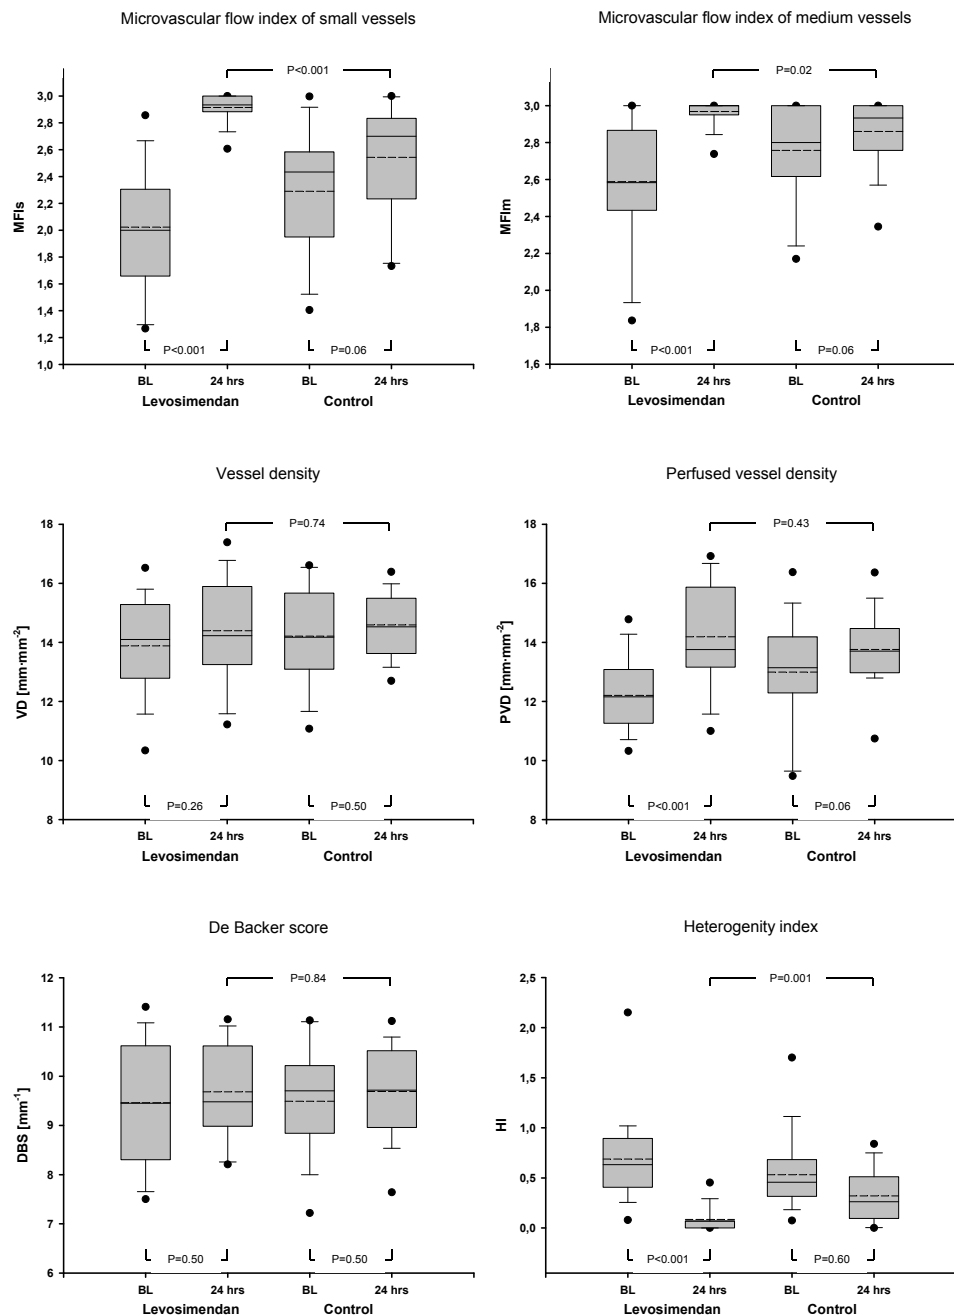 Microvascular flow index of small vessels
P<0.001
3,0
2,8
2,6
2,4
2,2
2,0
1,8
1,6
1,4
1,2
1,0
MFIs
P<0.001
P=0.06
BL
24 hrs
BL
24 hrs
Levosimendan
Control
Microvascular flow index of medium vessels
P=0.02
3,0
2,8
2,6
2,4
2,2
2,0
1,8
1,6
MFIm
P<0.001
P=0.06
BL
24 hrs
BL
24 hrs
Levosimendan
Control
Vessel density
P=0.74
18
16
14
12
10
8
VD [mm·mm⁻²]
P=0.26
P=0.50
BL
24 hrs
BL
24 hrs
Levosimendan
Control
Perfused vessel density
P=0.43
18
16
14
12
10
8
PVD [mm·mm⁻²]
P<0.001
P=0.06
BL
24 hrs
BL
24 hrs
Levosimendan
Control
De Backer score
P=0.84
12
11
10
9
8
7
6
DBS [mm⁻¹]
P=0.50
P=0.50
BL
24 hrs
BL
24 hrs
Levosimendan
Control
Heterogenity index
P=0.001
2,5
2,0
1,5
1,0
0,5
0,0
HI
P<0.001
P=0.60
BL
24 hrs
BL
24 hrs
Levosimendan
Control